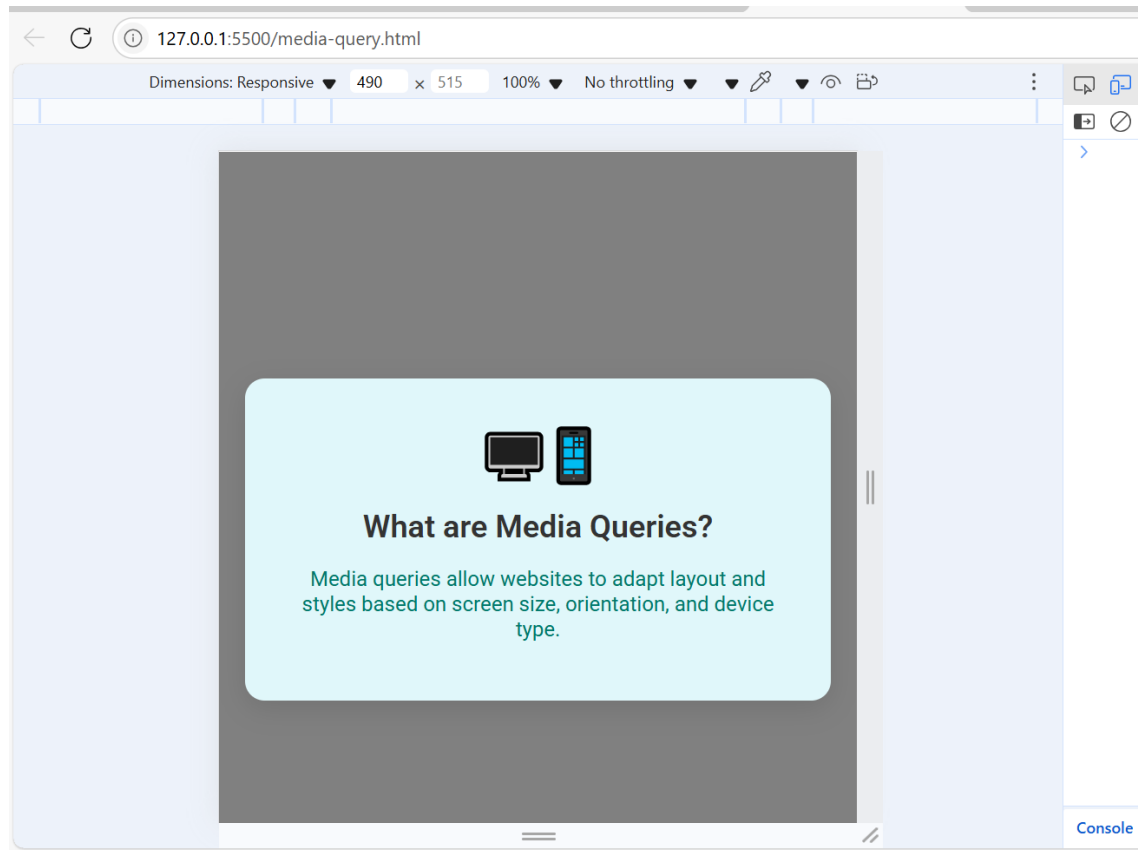 127.0.0.1:5500/media-query.html
Dimensions: Responsive 490 × 515 100% No throttling
What are Media Queries?
Media queries allow websites to adapt layout and
styles based on screen size, orientation, and device
type.
Console